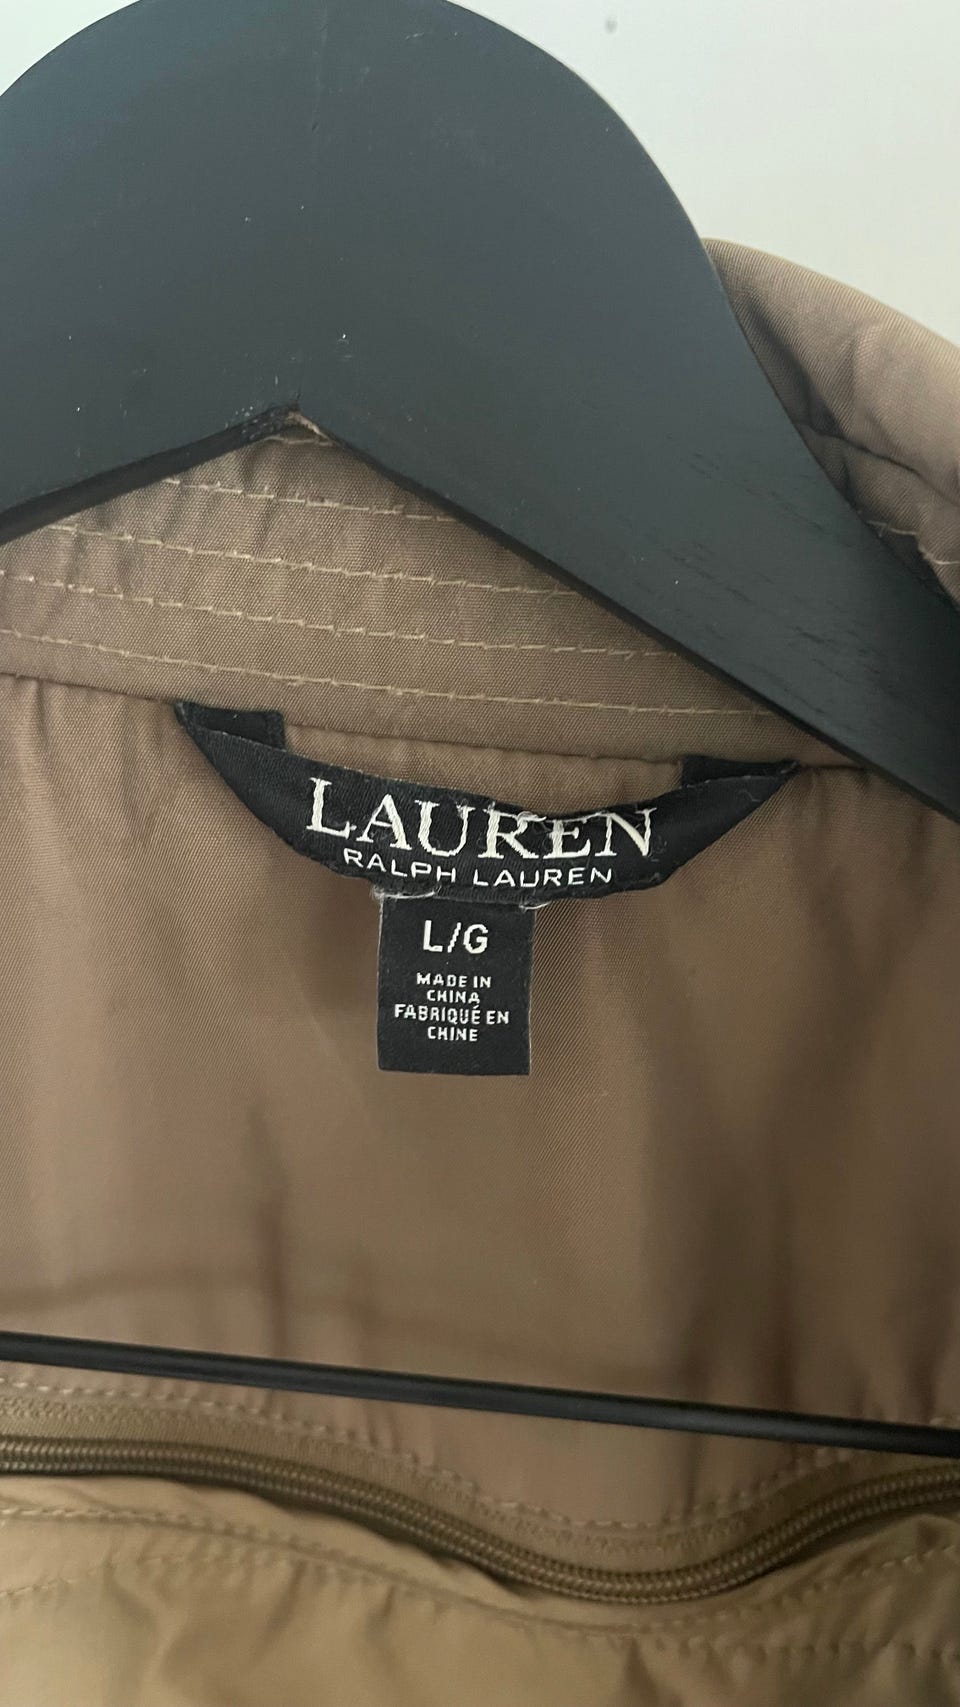 LAUREN
RALPH LAUREN
L/G
MADE IN
CHINA
FABRIQUÉ EN
CHINE